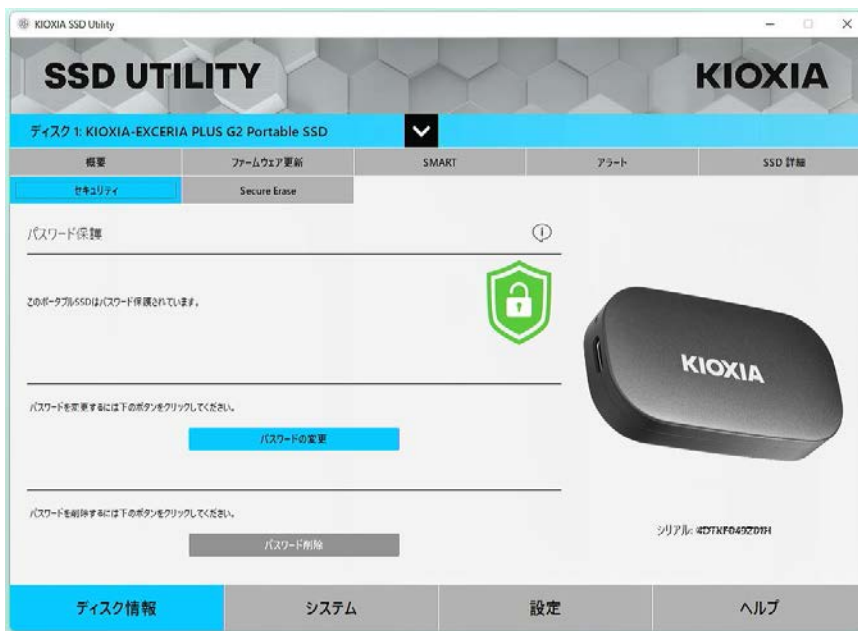 KIOXIA SSD Utility
SSD UTILITY
KIOXIA
ディスク 1: KIOXIA-EXCERIA PLUS G2 Portable SSD
概要 ファームウェア更新 SMART アラート SSD 詳細
セキュリティ Secure Erase
パスワード保護
このポータブルSSDはパスワード保護されています。
KIOXIA
パスワードを変更するには下のボタンをクリックしてください。
パスワードの変更
パスワードを削除するには下のボタンをクリックしてください。
シリアル:
パスワード削除
ディスク情報 システム 設定 ヘルプ